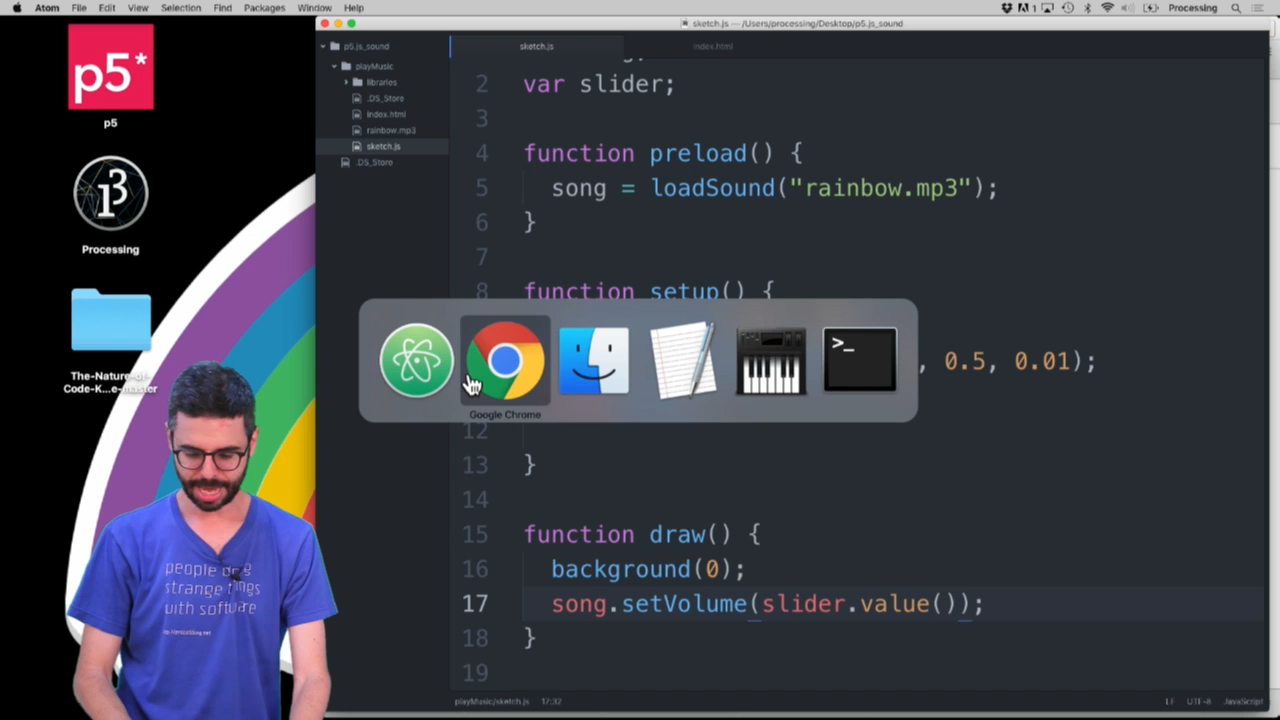 Atom File Edit View Selection Find Packages Window Help
1
Processing
sketch.js — /Users/processing/Desktop/p5.js_sound
p5*
p5
Processing
The-Nature-of-
Code-K...e-master
p5.js_sound
playMusic
libraries
.DS_Store
index.html
rainbow.mp3
sketch.js
.DS_Store
sketch.js index.html
2 var slider;
3
4 function preload() {
5 song = loadSound("rainbow.mp3");
6 }
7
8 function setup() {
, 0.5, 0.01);
Google Chrome
>_
12
13 }
14
15 function draw() {
16 background(0);
17 song.setVolume(slider.value());
18 }
19
people
strange things
with software
playMusic/sketch.js 17:32 LF UTF-8 JavaScript